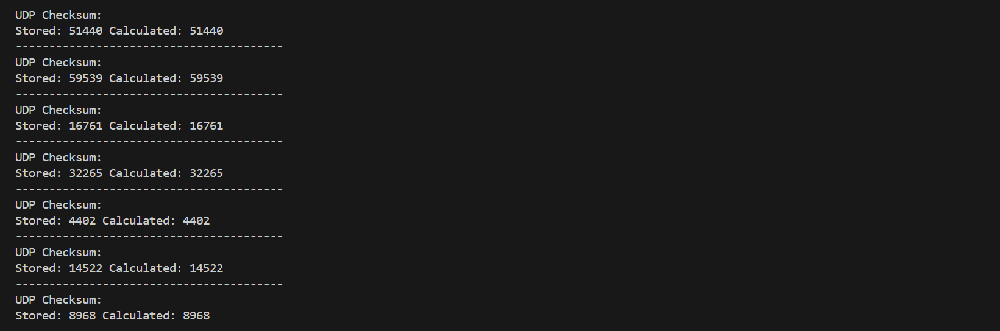 UDP Checksum:
Stored: 51440 Calculated: 51440
----------------------------------------
UDP Checksum:
Stored: 59539 Calculated: 59539
----------------------------------------
UDP Checksum:
Stored: 16761 Calculated: 16761
----------------------------------------
UDP Checksum:
Stored: 32265 Calculated: 32265
----------------------------------------
UDP Checksum:
Stored: 4402 Calculated: 4402
----------------------------------------
UDP Checksum:
Stored: 14522 Calculated: 14522
----------------------------------------
UDP Checksum:
Stored: 8968 Calculated: 8968